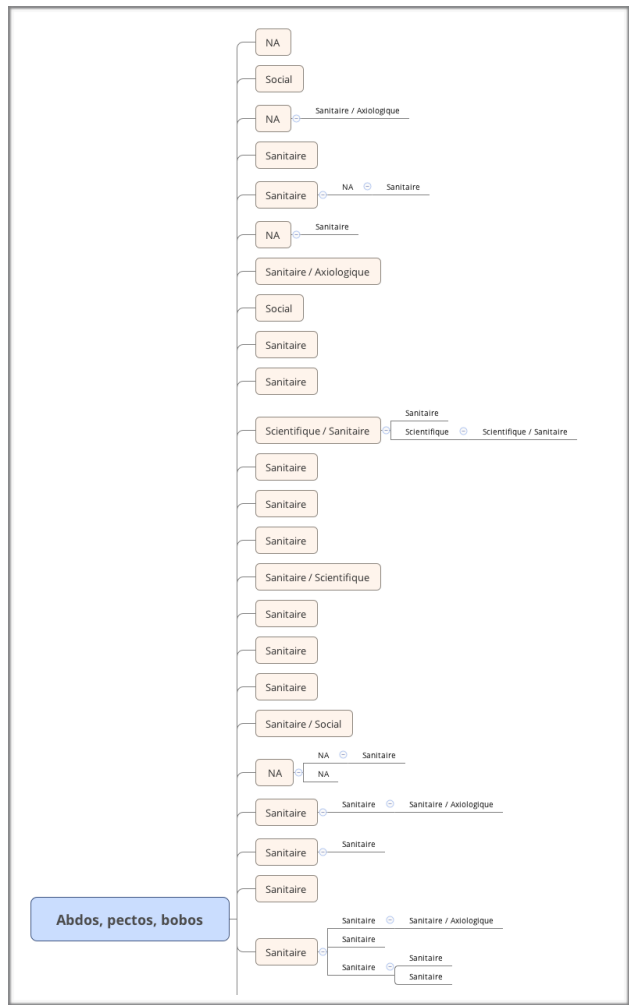 NA
Social
NA
Sanitaire / Axiologique
Sanitaire
Sanitaire
NA
Sanitaire
NA
Sanitaire
Sanitaire / Axiologique
Social
Sanitaire
Sanitaire
Scientifique / Sanitaire
Sanitaire
Scientifique
Scientifique / Sanitaire
Sanitaire
Sanitaire
Sanitaire
Sanitaire / Scientifique
Sanitaire
Sanitaire
Sanitaire
Sanitaire / Social
NA
NA
Sanitaire
NA
Sanitaire
Sanitaire
Sanitaire / Axiologique
Sanitaire
Sanitaire
Sanitaire
Abdos, pectos, bobos
Sanitaire
Sanitaire
Sanitaire / Axiologique
Sanitaire
Sanitaire
Sanitaire
Sanitaire